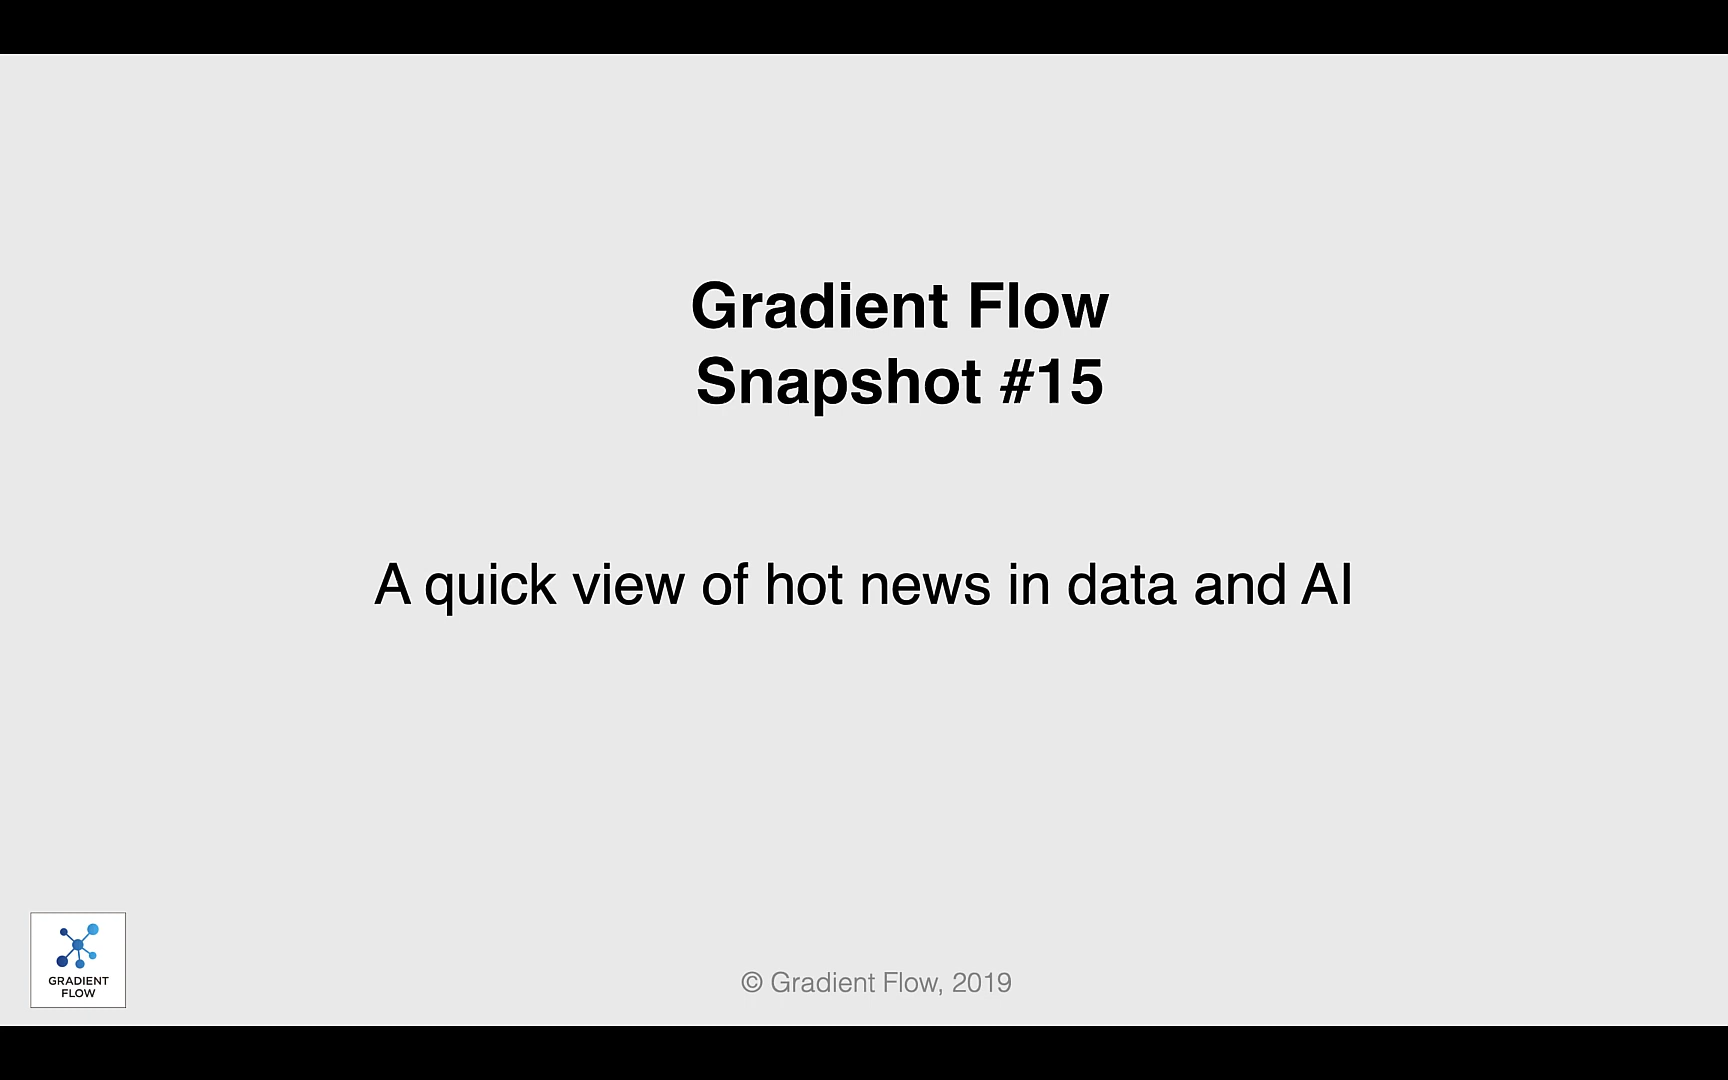 Gradient Flow
Snapshot #15
A quick view of hot news in data and AI
GRADIENT
FLOW
© Gradient Flow, 2019